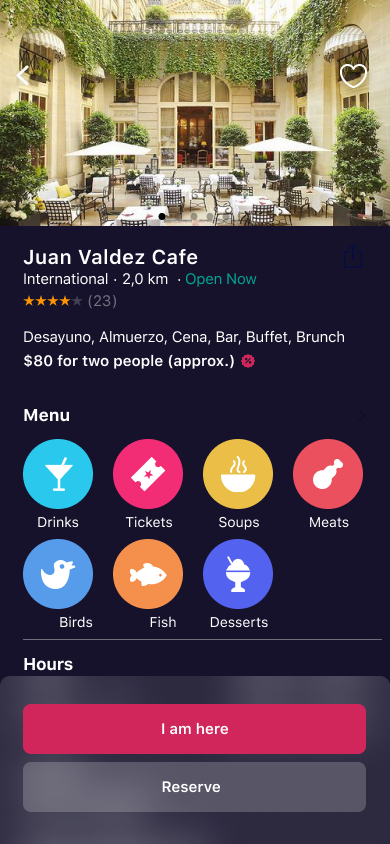 Juan Valdez Cafe
International · 2,0 km · Open Now
(23)
Desayuno, Almuerzo, Cena, Bar, Buffet, Brunch
$80 for two people (approx.)
Menu
Drinks Tickets Soups Meats
Birds Fish Desserts
Hours
I am here
Reserve